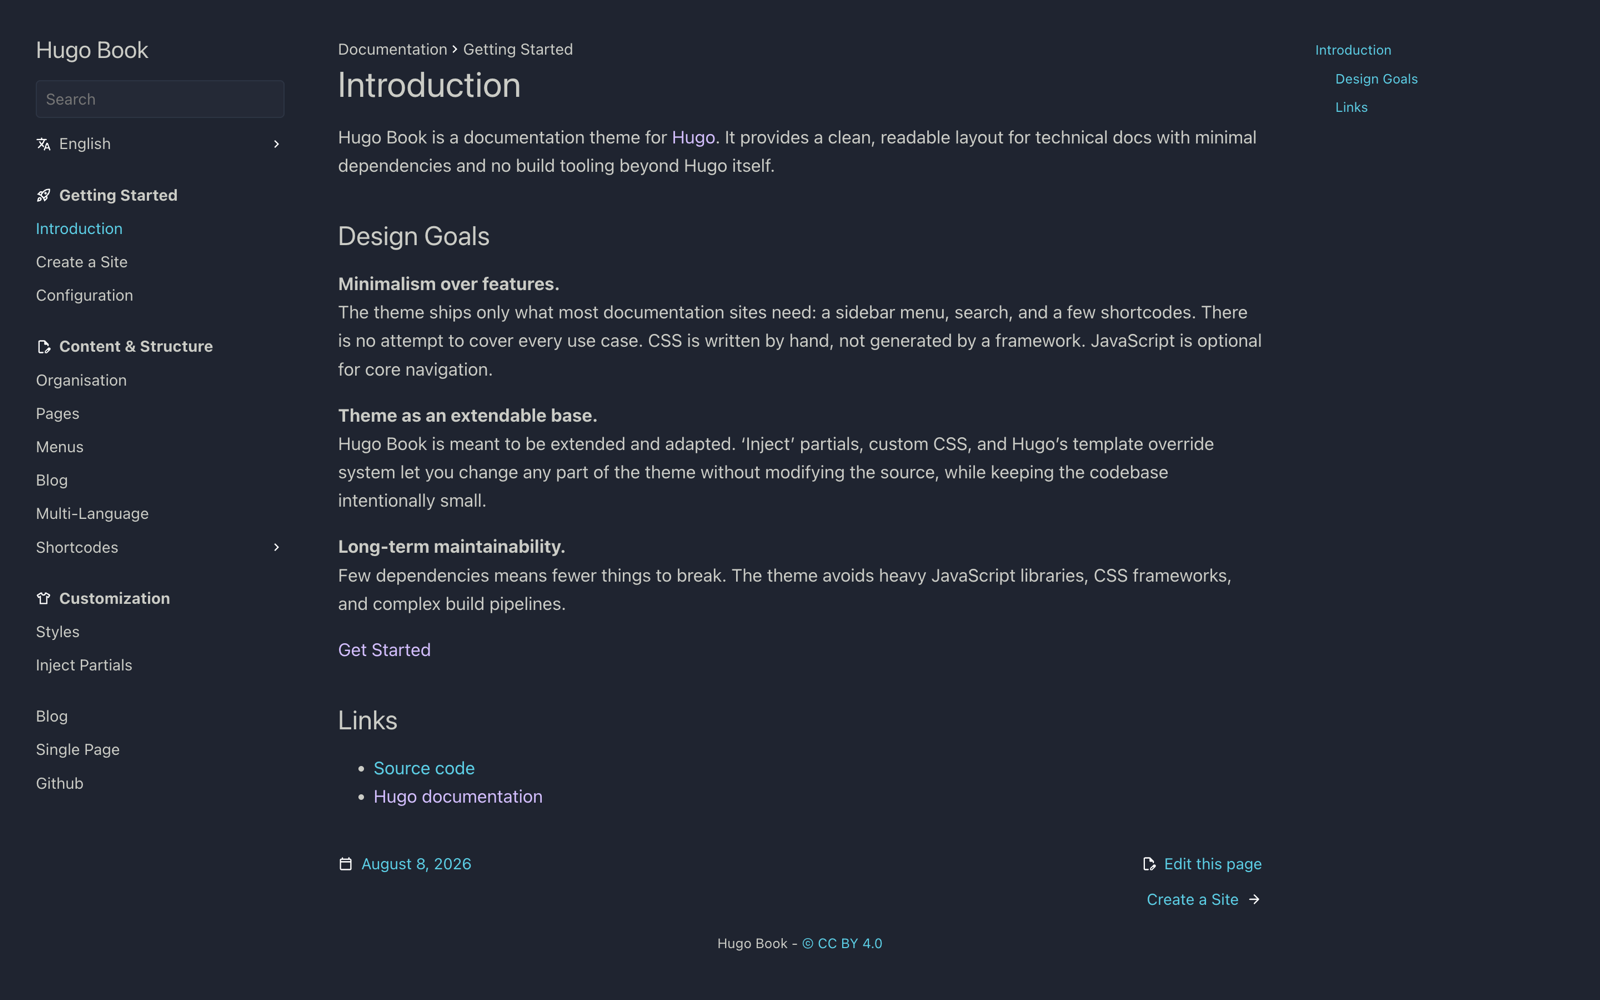 Hugo Book
Search
English
Getting Started
Introduction
Create a Site
Configuration
Content & Structure
Organisation
Pages
Menus
Blog
Multi-Language
Shortcodes
Customization
Styles
Inject Partials
Blog
Single Page
Github
Documentation > Getting Started
Introduction
Hugo Book is a documentation theme for Hugo. It provides a clean, readable layout for technical docs with minimal
dependencies and no build tooling beyond Hugo itself.
Design Goals
Minimalism over features.
The theme ships only what most documentation sites need: a sidebar menu, search, and a few shortcodes. There
is no attempt to cover every use case. CSS is written by hand, not generated by a framework. JavaScript is optional
for core navigation.
Theme as an extendable base.
Hugo Book is meant to be extended and adapted. ‘Inject’ partials, custom CSS, and Hugo’s template override
system let you change any part of the theme without modifying the source, while keeping the codebase
intentionally small.
Long-term maintainability.
Few dependencies means fewer things to break. The theme avoids heavy JavaScript libraries, CSS frameworks,
and complex build pipelines.
Get Started
Links
• Source code
• Hugo documentation
August 8, 2026
Edit this page
Create a Site →
Hugo Book - © CC BY 4.0
Introduction
Design Goals
Links